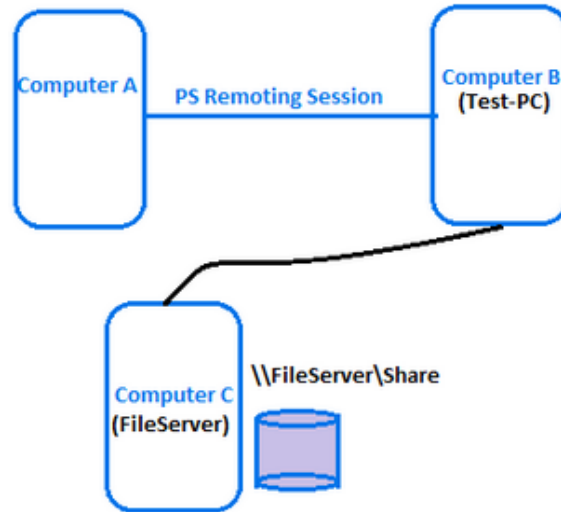 Computer A
PS Remoting Session
Computer B
(Test-PC)
Computer C
(FileServer)
\\FileServer\Share